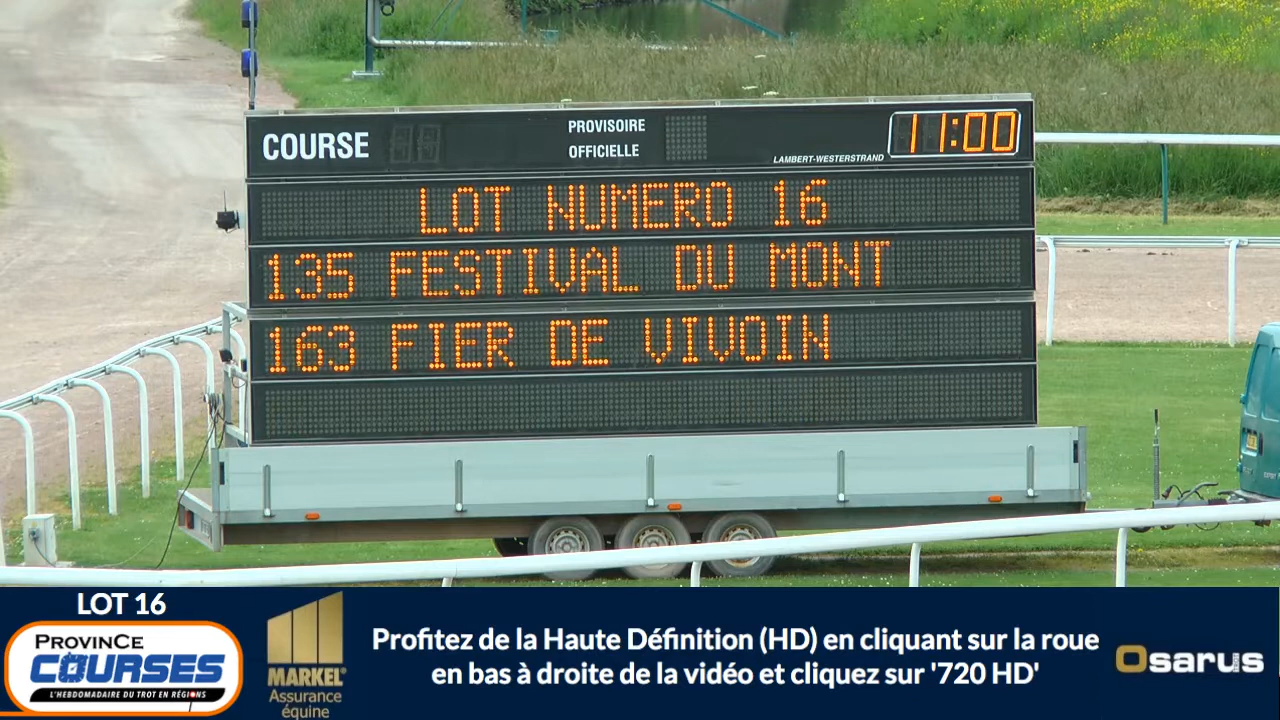 COURSE
PROVISOIRE
OFFICIELLE
LAMBERT-WESTERSTRAND
11:00
LOT NUMERO 16
135 FESTIVAL DU MONT
163 FIER DE VIVOIN
LOT 16
PROVINCE
COURSES
L'HEBDOMADAIRE DU TROT EN RÉGIONS
MARKEL
Assurance
équine
Profitez de la Haute Définition (HD) en cliquant sur la roue
en bas à droite de la vidéo et cliquez sur '720 HD'
Osarus